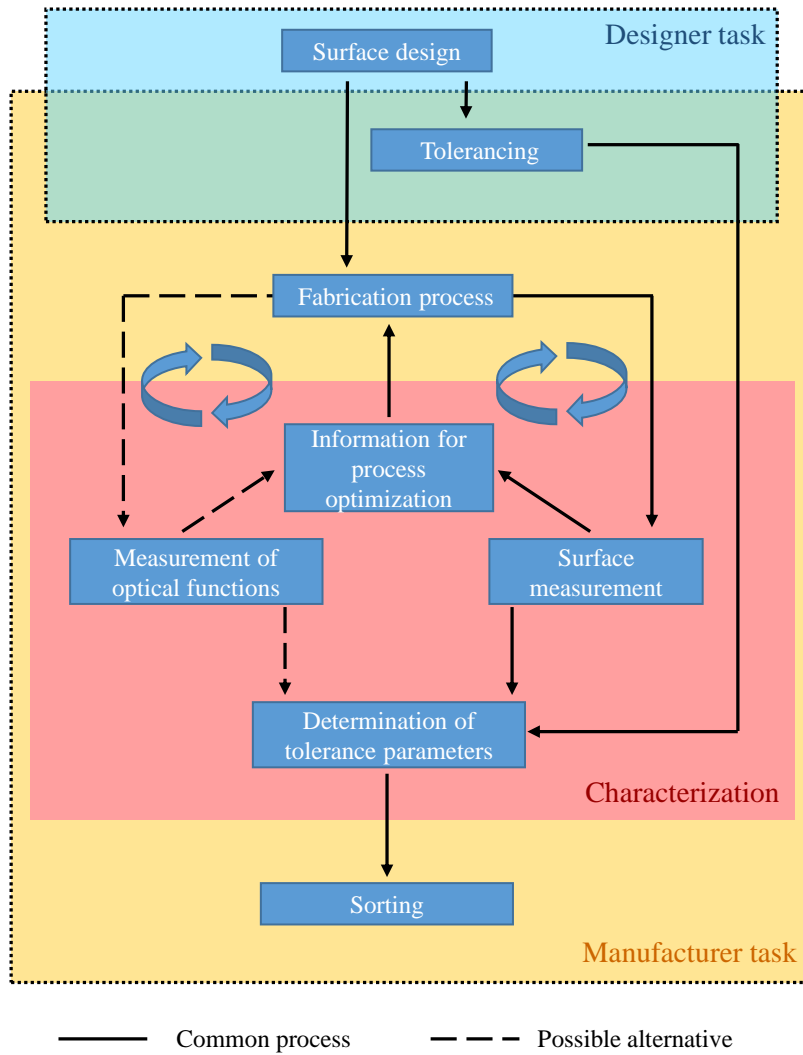 Designer task
Surface design
Tolerancing
Fabrication process
Information for
process
optimization
Measurement of
optical functions
Surface
measurement
Determination of
tolerance parameters
Characterization
Sorting
Manufacturer task
Common process
Possible alternative